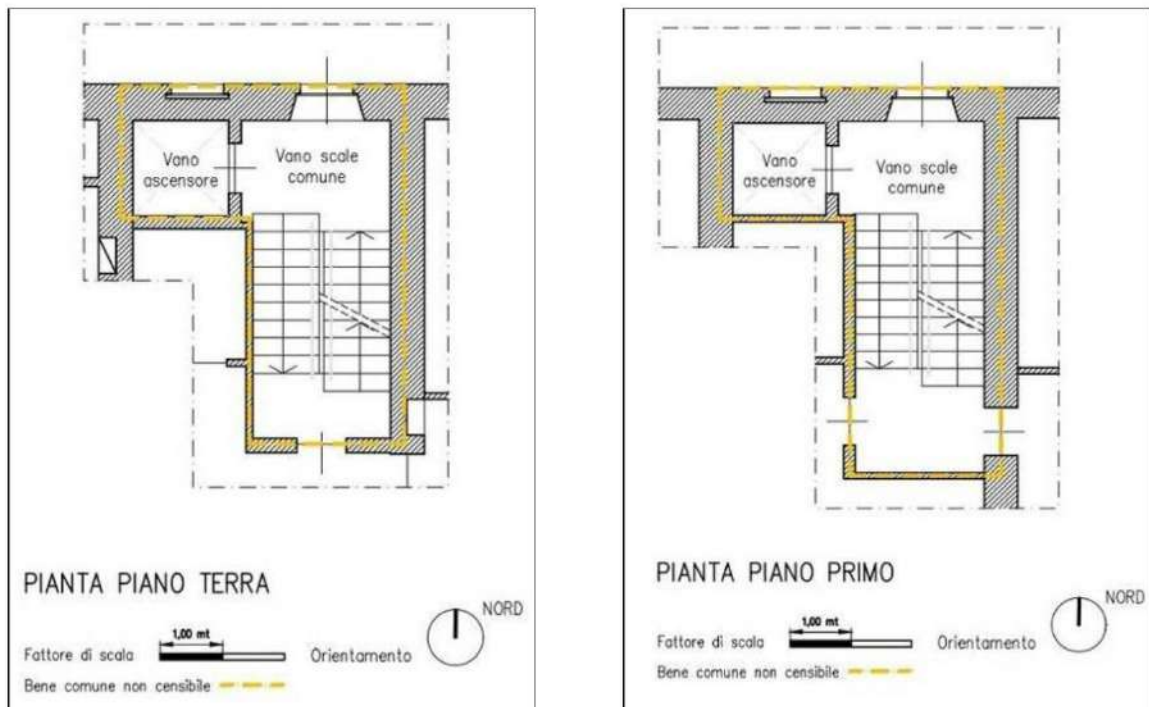 Vano
ascensore
Vano scale
comune
PIANTA PIANO TERRA
NORD
1,00 mt
Fattore di scala
Orientamento
Bene comune non censibile
Vano
ascensore
Vano scale
comune
PIANTA PIANO PRIMO
NORD
1,00 mt
Fattore di scala
Orientamento
Bene comune non censibile